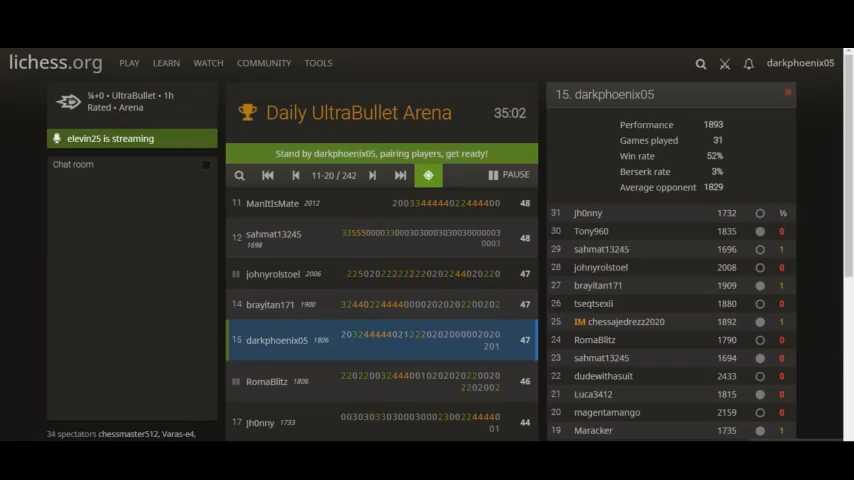 lichess.org PLAY LEARN WATCH COMMUNITY TOOLS darkphoenix05
¼+0 • UltraBullet • 1h
Rated • Arena
elevin25 is streaming
Chat room
34 spectators chessmaster512, Varas-e4,
Daily UltraBullet Arena 35:02
Stand by darkphoenix05, pairing players, get ready!
11-20 / 242 PAUSE
11 ManItIsMate 2012 2003344444022444400 48
12 sahmat13245 48
1698
johnyrolstoel 2006 47
14 brayitan171 1900 47
15 darkphoenix05 1806 47
201
RomaBlitz 1806 46
2202002
17 Jh0nny 1733 44
01
15. darkphoenix05
Performance 1893
Games played 31
Win rate 52%
Berserk rate 3%
Average opponent 1829
31 Jh0nny 1732 ½
30 Tony960 1835 0
29 sahmat13245 1696 1
28 johnyrolstoel 2008 0
27 brayitan171 1909 1
26 tseqtsexii 1880 0
25 IM chessajedrezz2020 1892 1
24 RomaBlitz 1790 0
23 sahmat13245 1694 0
22 dudewithasuit 2433 0
21 Luca3412 1815 0
20 magentamango 2159 0
19 Maracker 1735 1